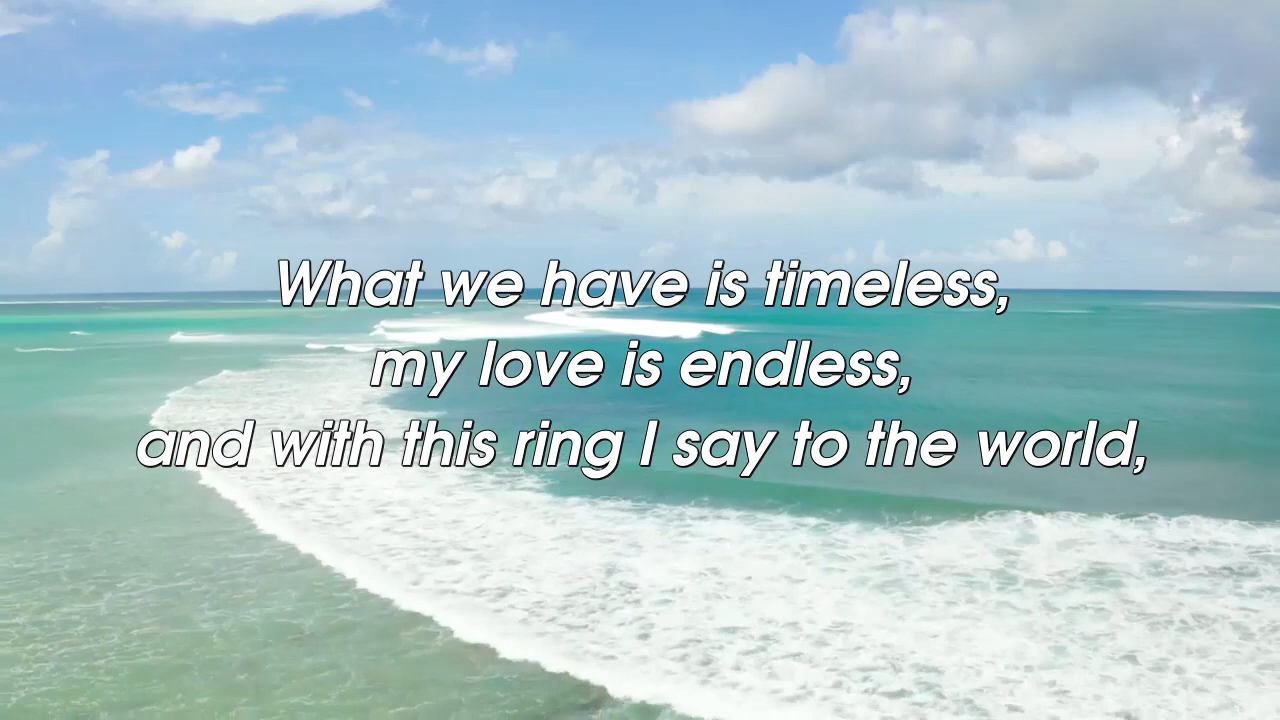 What we have is timeless,
my love is endless,
and with this ring I say to the world,